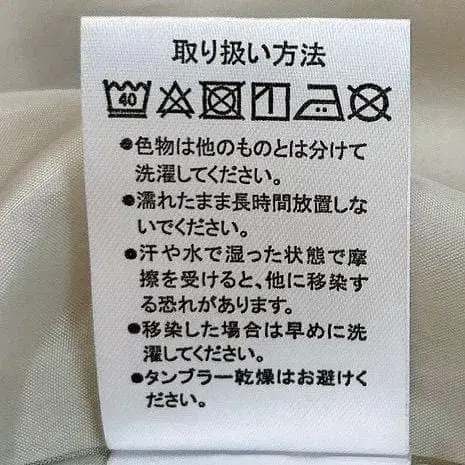 取り扱い方法
40
●色物は他のものとは分けて
洗濯してください。
●濡れたまま長時間放置しな
いでください。
●汗や水で湿った状態で摩
擦を受けると、他に移染す
る恐れがあります。
●移染した場合は早めに洗
濯してください。
●タンブラー乾燥はお避けく
ださい。